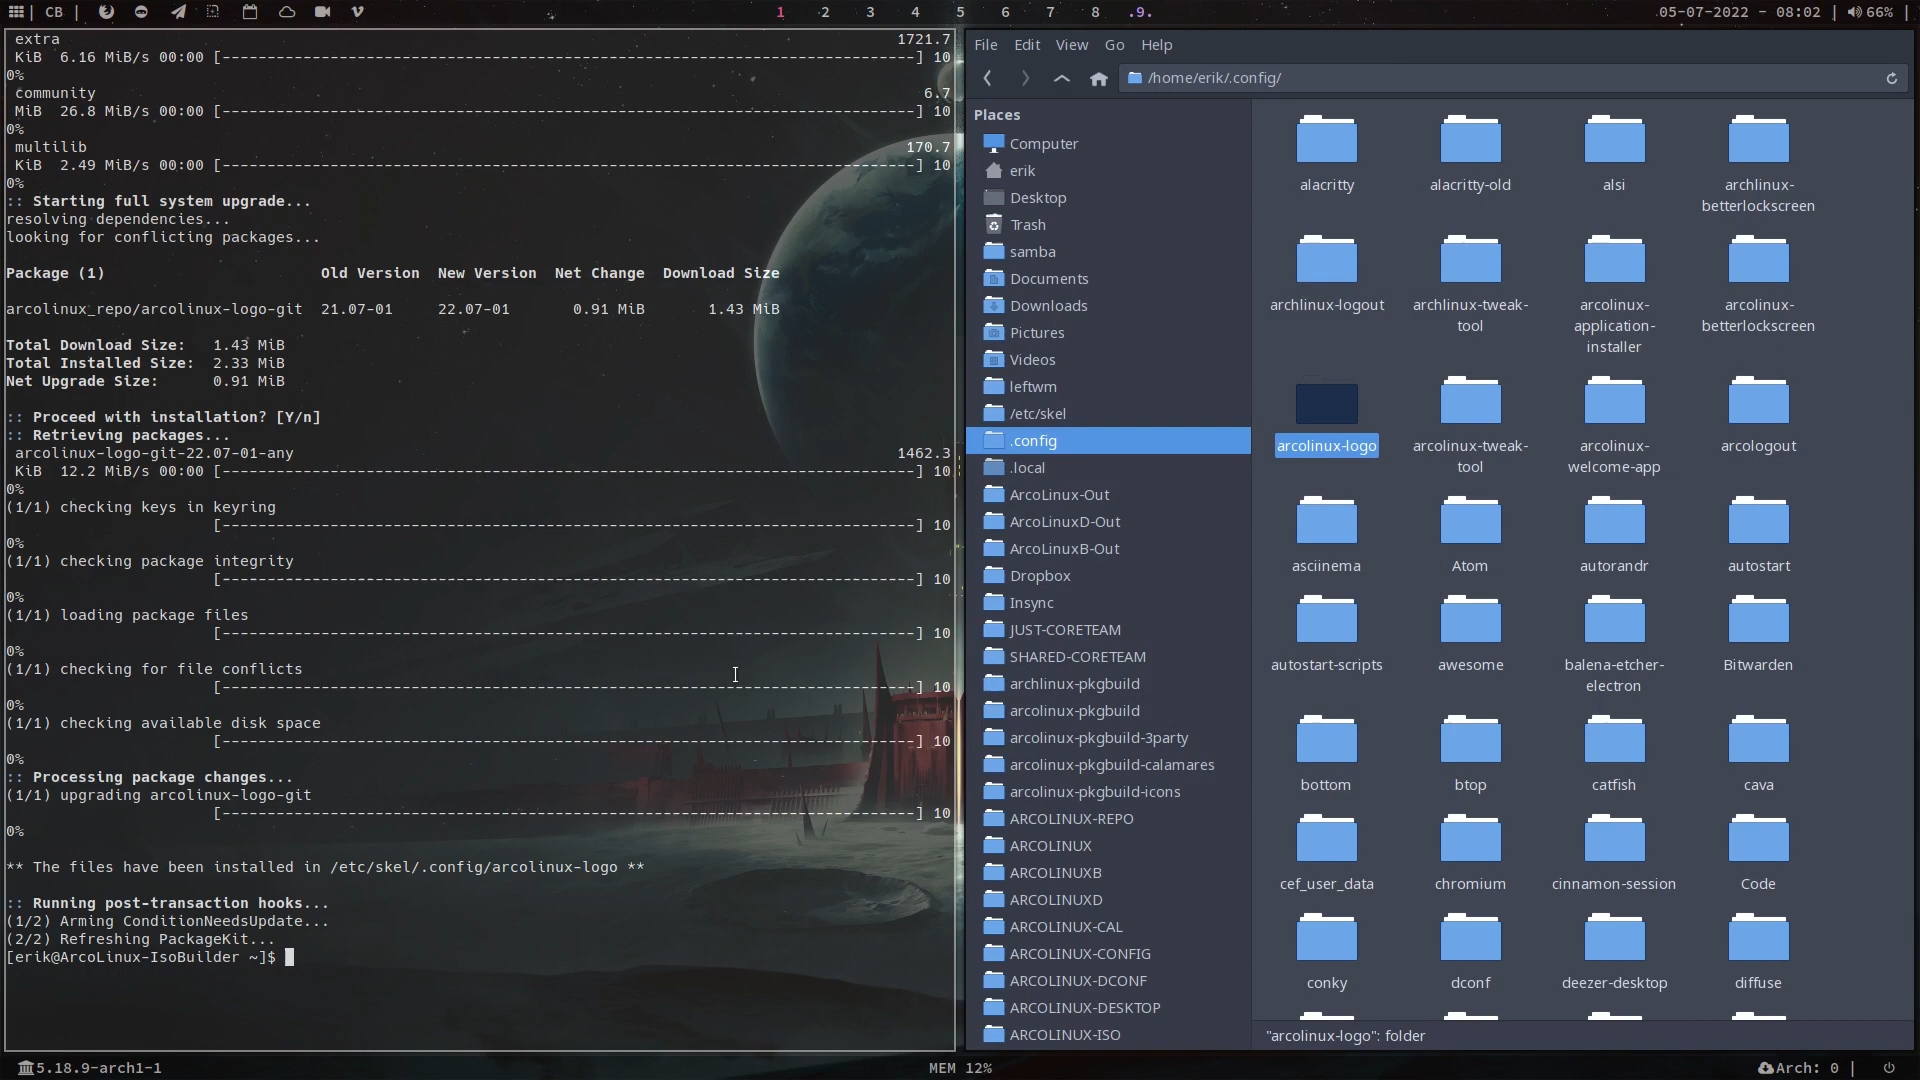 CB
1 2 3 4 5 6 7 8 .9.
05-07-2022 - 08:02 | 66% |
extra 1721.7
KiB 6.16 MiB/s 00:00 [------------------------------------------------------------------------------] 10
0%
community 6.7
MiB 26.8 MiB/s 00:00 [------------------------------------------------------------------------------] 10
0%
multilib 170.7
KiB 2.49 MiB/s 00:00 [------------------------------------------------------------------------------] 10
0%
:: Starting full system upgrade...
resolving dependencies...
looking for conflicting packages...
Package (1) Old Version New Version Net Change Download Size
arcolinux_repo/arcolinux-logo-git 21.07-01 22.07-01 0.91 MiB 1.43 MiB
Total Download Size: 1.43 MiB
Total Installed Size: 2.33 MiB
Net Upgrade Size: 0.91 MiB
:: Proceed with installation? [Y/n]
:: Retrieving packages...
arcolinux-logo-git-22.07-01-any 1462.3
KiB 12.2 MiB/s 00:00 [------------------------------------------------------------------------------] 10
0%
(1/1) checking keys in keyring
[------------------------------------------------------------------------------] 10
0%
(1/1) checking package integrity
[------------------------------------------------------------------------------] 10
0%
(1/1) loading package files
[------------------------------------------------------------------------------] 10
0%
(1/1) checking for file conflicts
[------------------------------------------------------------------------------] 10
0%
(1/1) checking available disk space
[------------------------------------------------------------------------------] 10
0%
:: Processing package changes...
(1/1) upgrading arcolinux-logo-git
[------------------------------------------------------------------------------] 10
0%
** The files have been installed in /etc/skel/.config/arcolinux-logo **
:: Running post-transaction hooks...
(1/2) Arming ConditionNeedsUpdate...
(2/2) Refreshing PackageKit...
[erik@ArcoLinux-IsoBuilder ~]$
File Edit View Go Help
/home/erik/.config/
Places
Computer
erik
Desktop
Trash
samba
Documents
Downloads
Pictures
Videos
leftwm
/etc/skel
.config
.local
ArcoLinux-Out
ArcoLinuxD-Out
ArcoLinuxB-Out
Dropbox
Insync
JUST-CORETEAM
SHARED-CORETEAM
archlinux-pkgbuild
arcolinux-pkgbuild
arcolinux-pkgbuild-3party
arcolinux-pkgbuild-calamares
arcolinux-pkgbuild-icons
ARCOLINUX-REPO
ARCOLINUX
ARCOLINUXB
ARCOLINUXD
ARCOLINUX-CAL
ARCOLINUX-CONFIG
ARCOLINUX-DCONF
ARCOLINUX-DESKTOP
ARCOLINUX-ISO
alacritty
alacritty-old
alsi
archlinux-
betterlockscreen
archlinux-logout
archlinux-tweak-
tool
arcolinux-
application-
installer
arcolinux-
betterlockscreen
arcolinux-logo
arcolinux-tweak-
tool
arcolinux-
welcome-app
arcologout
asciinema
Atom
autorandr
autostart
autostart-scripts
awesome
balena-etcher-
electron
Bitwarden
bottom
btop
catfish
cava
cef_user_data
chromium
cinnamon-session
Code
conky
dconf
deezer-desktop
diffuse
"arcolinux-logo": folder
5.18.9-arch1-1
MEM 12%
Arch: 0 |